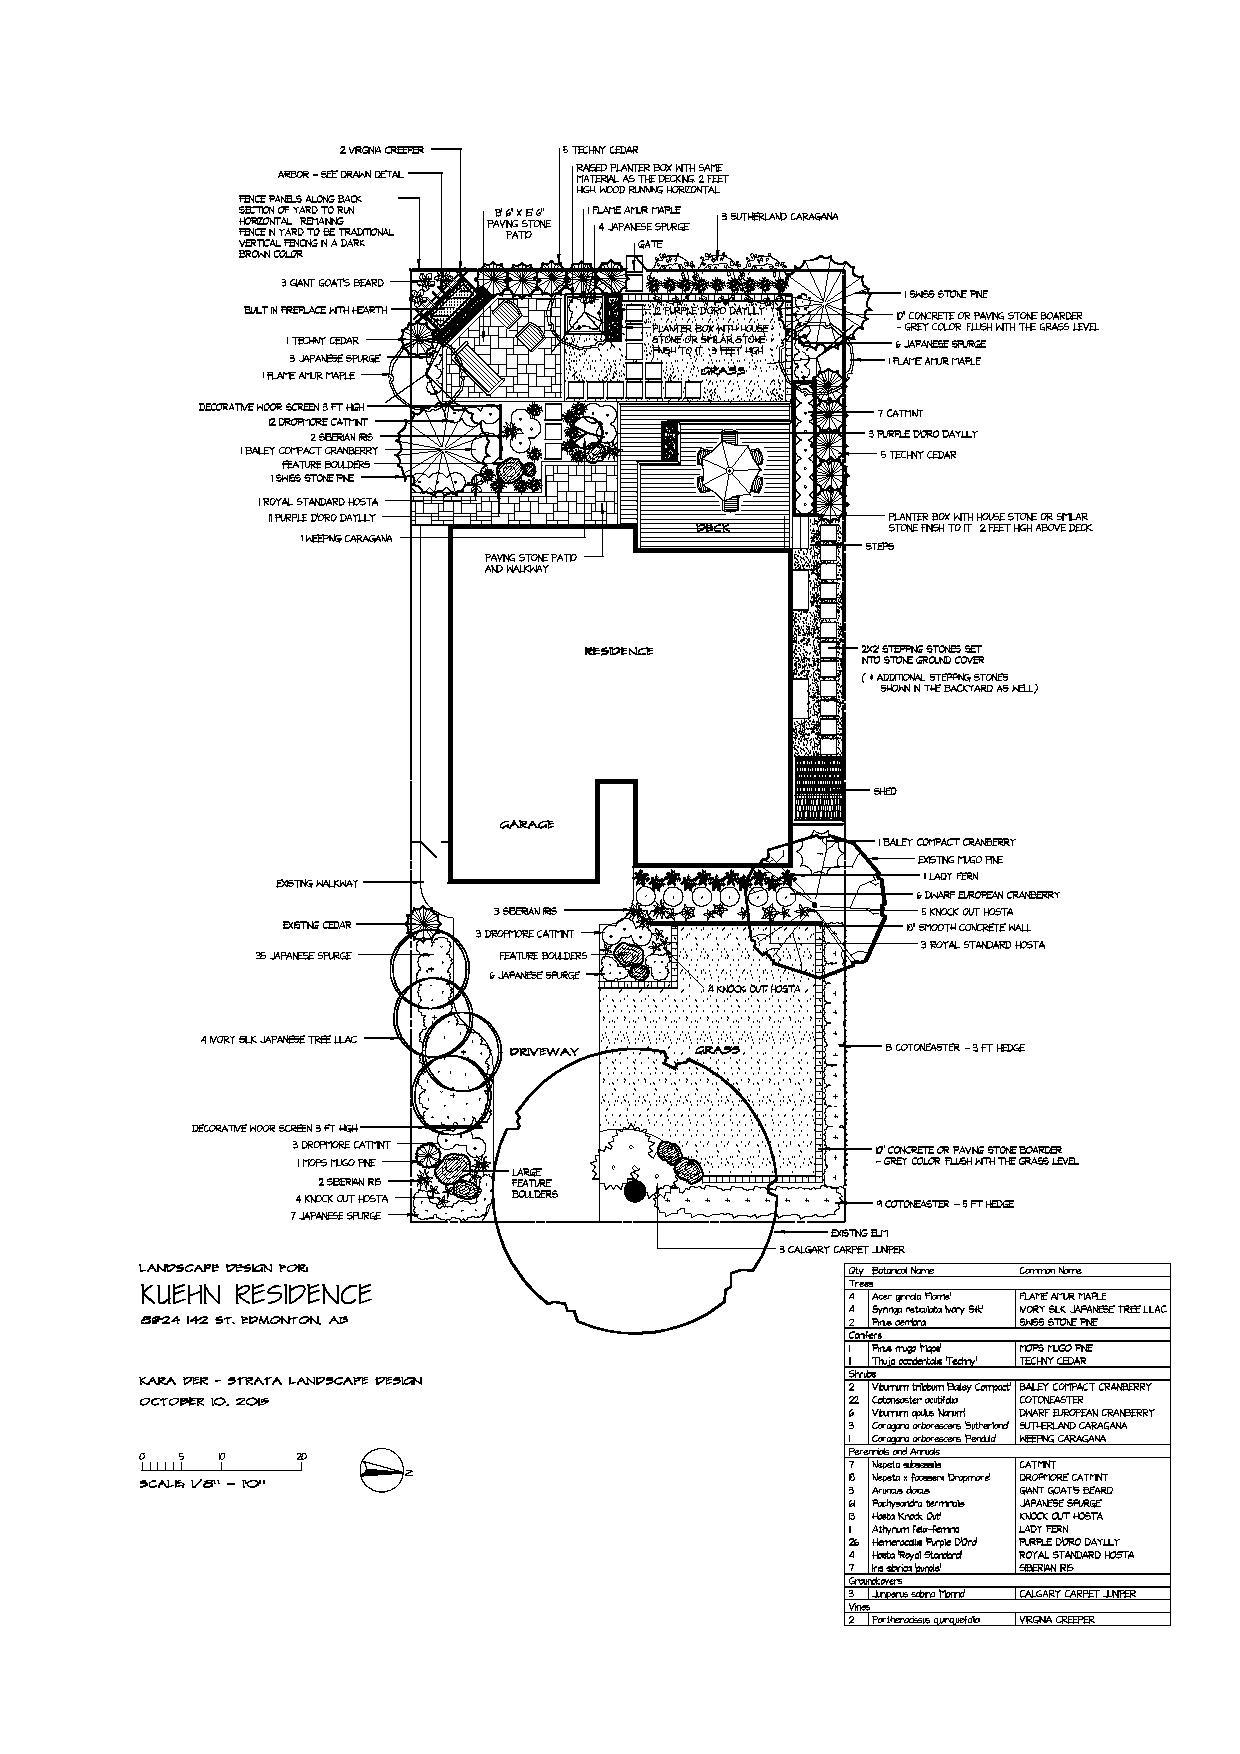 2 VIRGINIA CREEPER
5 TECHNY CEDAR
ARBOR - SEE DRAWN DETAIL
RAISED PLANTER BOX WITH SAME
MATERIAL AS THE DECKING. 2 FEET
HIGH. WOOD RUNNING HORIZONTAL
FENCE PANELS ALONG BACK
SECTION OF YARD TO RUN
HORIZONTAL REMAINING
FENCE IN YARD TO BE TRADITIONAL
VERTICAL FENCING IN A DARK
BROWN COLOR
PAVING STONE
PATIO
1 FLAME AMUR MAPLE
4 JAPANESE SPURGE
3 SUTHERLAND CARAGANA
GATE
3 GIANT GOAT'S BEARD
BUILT IN FIREPLACE WITH HEARTH
1 TECHNY CEDAR
3 JAPANESE SPURGE
1 FLAME AMUR MAPLE
12 PURPLE D'ORO DAYLILY
PLANTER BOX WITH HOUSE
STONE OR SIMILAR STONE
FINISH TO IT 3 FEET HIGH
GRASS
1 SWISS STONE PINE
10" CONCRETE OR PAVING STONE BOARDER
- GREY COLOR FLUSH WITH THE GRASS LEVEL
6 JAPANESE SPURGE
1 FLAME AMUR MAPLE
DECORATIVE WOOR SCREEN 3 FT HIGH
12 DROPMORE CATMINT
2 SIBERIAN IRIS
1 BALEY COMPACT CRANBERRY
FEATURE BOULDERS
1 SWISS STONE PINE
1 ROYAL STANDARD HOSTA
11 PURPLE D'ORO DAYLILY
1 WEEPING CARAGANA
7 CATMINT
3 PURPLE D'ORO DAYLILY
5 TECHNY CEDAR
PLANTER BOX WITH HOUSE STONE OR SIMILAR
STONE FINISH TO IT 2 FEET HIGH ABOVE DECK
DECK
STEPS
PAVING STONE PATIO
AND WALKWAY
RESIDENCE
2X2 STEPPING STONES SET
INTO STONE GROUND COVER
( * ADDITIONAL STEPPING STONES
SHOWN IN THE BACKYARD AS WELL)
SHED
GARAGE
1 BALEY COMPACT CRANBERRY
EXISTING MUGO PINE
11 LADY FERN
6 DWARF EUROPEAN CRANBERRY
5 KNOCK OUT HOSTA
10" SMOOTH CONCRETE WALL
3 ROYAL STANDARD HOSTA
EXISTING WALKWAY
3 SIBERIAN IRIS
EXISTING CEDAR
3 DROPMORE CATMINT
35 JAPANESE SPURGE
FEATURE BOULDERS
6 JAPANESE SPURGE
4 KNOCK OUT HOSTA
4 IVORY SILK JAPANESE TREE LILAC
DRIVEWAY
GRASS
13 COTONEASTER - 3 FT HEDGE
DECORATIVE WOOR SCREEN 3 FT HIGH
3 DROPMORE CATMINT
1 MOPS MUGO PINE
2 SIBERIAN IRIS
4 KNOCK OUT HOSTA
7 JAPANESE SPURGE
LARGE
FEATURE
BOULDERS
10" CONCRETE OR PAVING STONE BOARDER
- GREY COLOR FLUSH WITH THE GRASS LEVEL
9 COTONEASTER - 5 FT HEDGE
EXISTING ELM
3 CALGARY CARPET JUNIPER
LANDSCAPE DESIGN FOR:
KUEHN RESIDENCE
8924 142 ST. EDMONTON, AB
KARA DER - STRATA LANDSCAPE DESIGN
OCTOBER 10, 2015
0 5 10 20
SCALE: 1/8" = 1'0"
N
Qty Botanical Name Common Name
Trees
4 Acer ginnala 'Flame' FLAME AMUR MAPLE
4 Syringa reticulata 'Ivory Silk' IVORY SILK JAPANESE TREE LILAC
2 Pinus cembra SWISS STONE PINE
Conifers
1 Pinus mugo 'Mops' MOPS MUGO PINE
11 Thuja occidentalis 'Techny' TECHNY CEDAR
Shrubs
2 Viburnum trilobum 'Bailey Compact' BAILEY COMPACT CRANBERRY
22 Cotoneaster acutifolia COTONEASTER
6 Viburnum opulus 'Nanum' DWARF EUROPEAN CRANBERRY
3 Caragana arborescens 'Sutherland' SUTHERLAND CARAGANA
1 Caragana arborescens 'Pendula' WEEPING CARAGANA
Perennials and Annuals
7 Nepeta subsessilis CATMINT
18 Nepeta x faassenii 'Dropmore' DROPMORE CATMINT
3 Aruncus dioicus GIANT GOAT'S BEARD
61 Pachysandra terminalis JAPANESE SPURGE
13 Hosta 'Knock Out' KNOCK OUT HOSTA
11 Athyrium felix-femina LADY FERN
26 Hemerocallis 'Purple D'Oro' PURPLE D'ORO DAYLILY
4 Hosta 'Royal Standard' ROYAL STANDARD HOSTA
7 Iris sibirica 'purple' SIBERIAN IRIS
Groundcovers
3 Juniperus sabina 'Monna' CALGARY CARPET JUNIPER
Vines
2 Parthenocissus quinquefolia VIRGINIA CREEPER